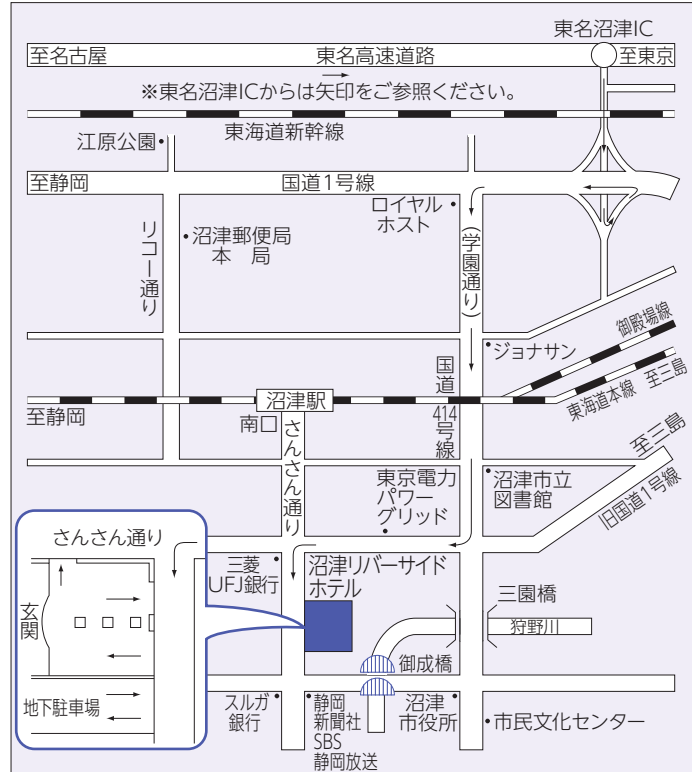 東名沼津IC
至名古屋
東名高速道路
至東京
※東名沼津ICからは矢印をご参照ください。
東海道新幹線
江原公園
至静岡
国道1号線
ロイヤル
ホスト
リコー通り
沼津郵便局
本 局
(学園通り)
御殿場線
ジョナサン
国道414号線
沼津駅
至静岡
南口
東海道本線 至三島
さんさん通り
至三島
東京電力
パワー
グリッド
沼津市立
図書館
旧国道1号線
さんさん通り
三菱
UFJ銀行
沼津リバーサイド
ホテル
三園橋
玄関
狩野川
御成橋
地下駐車場
スルガ
銀行
静岡
新聞社
SBS
静岡放送
沼津
市役所
市民文化センター